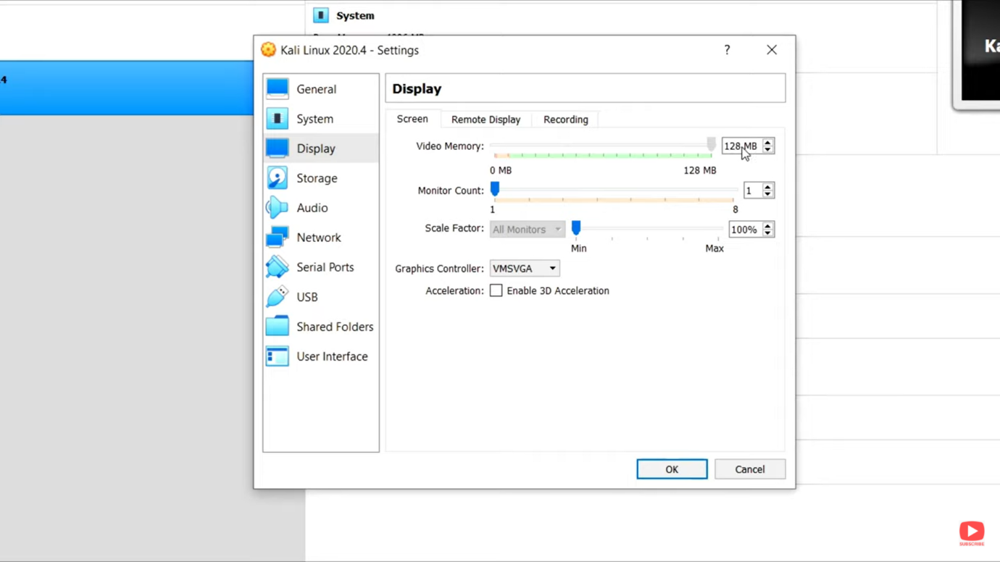 System
4
Ka
Kali Linux 2020.4 - Settings
?
General
System
Display
Storage
Audio
Network
Serial Ports
USB
Shared Folders
User Interface
Display
Screen Remote Display Recording
Video Memory: 128 MB
0 MB 128 MB
Monitor Count: 1
1 8
Scale Factor: All Monitors 100%
Min Max
Graphics Controller: VMSVGA
Acceleration: Enable 3D Acceleration
OK Cancel
SUBSCRIBE